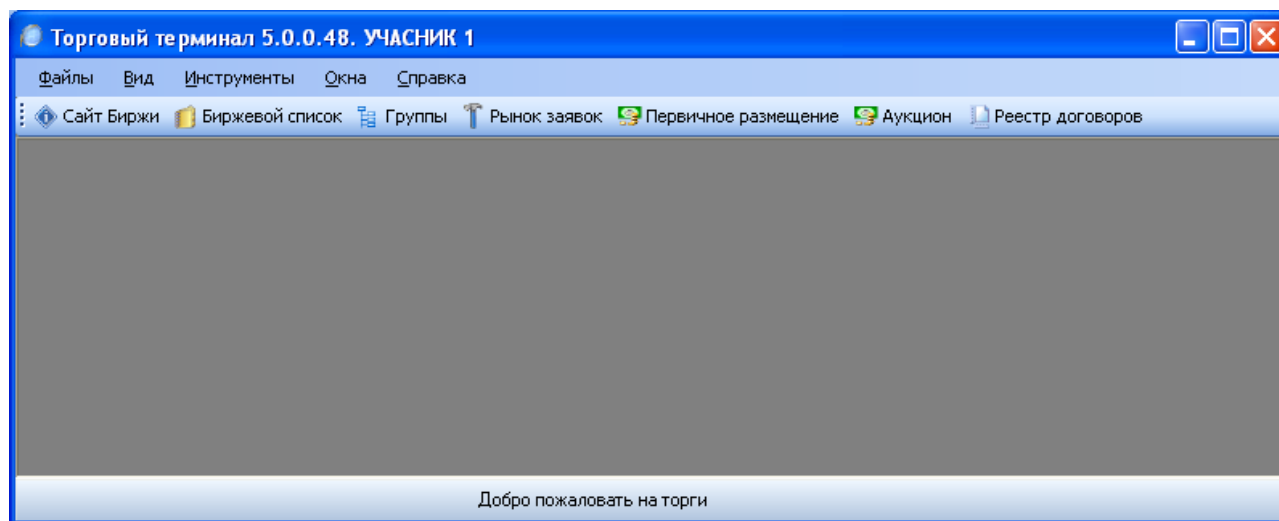 Торговый терминал 5.0.0.48. УЧАСНИК 1
Файлы Вид Инструменты Окна Справка
Сайт Биржи Биржевой список Группы Рынок заявок Первичное размещение Аукцион Реестр договоров
Добро пожаловать на торги